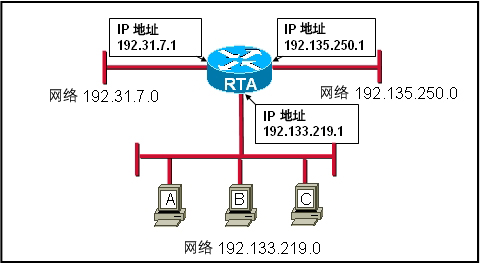 IP 地址
192.31.7.1
IP 地址
192.135.250.1
RTA
网络 192.31.7.0
网络 192.135.250.0
IP 地址
192.133.219.1
A
B
C
网络 192.133.219.0